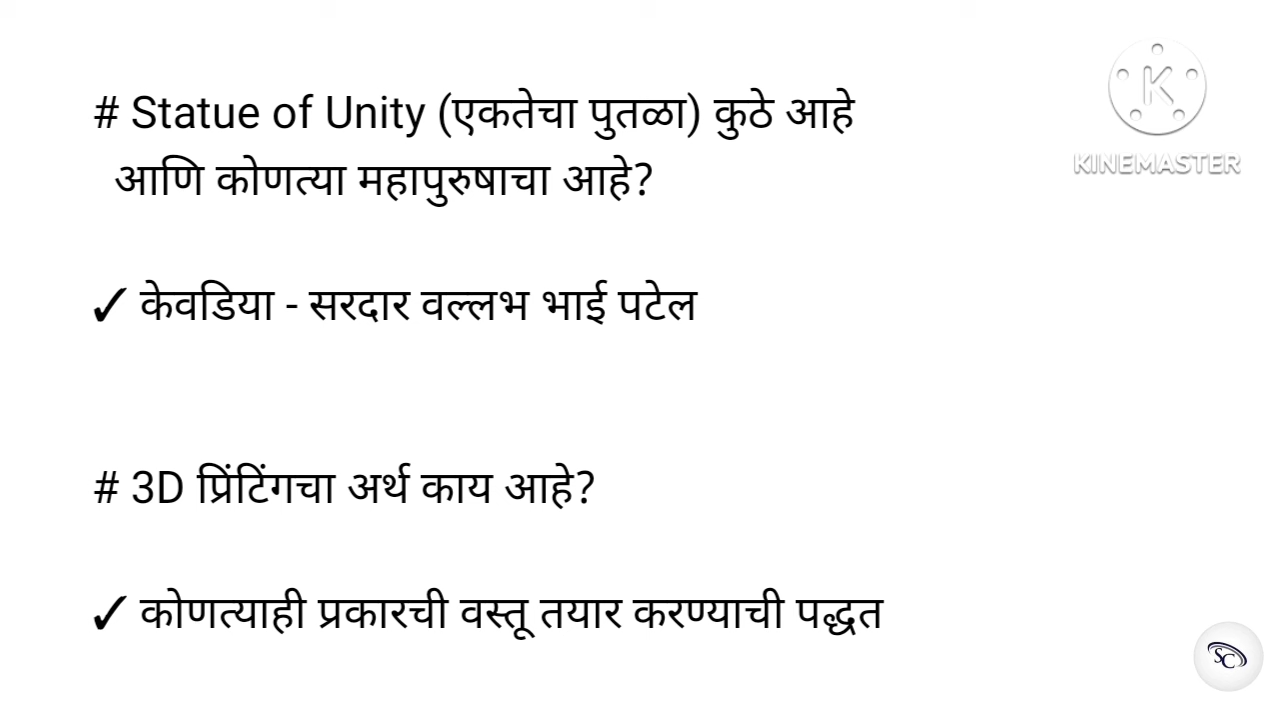 # Statue of Unity (एकतेचा पुतळा) कुठे आहे
आणि कोणत्या महापुरुषाचा आहे?
✓ केवडिया - सरदार वल्लभ भाई पटेल
# 3D प्रिंटिंगचा अर्थ काय आहे?
✓ कोणत्याही प्रकारची वस्तू तयार करण्याची पद्धत
K
KINEMASTER
SC